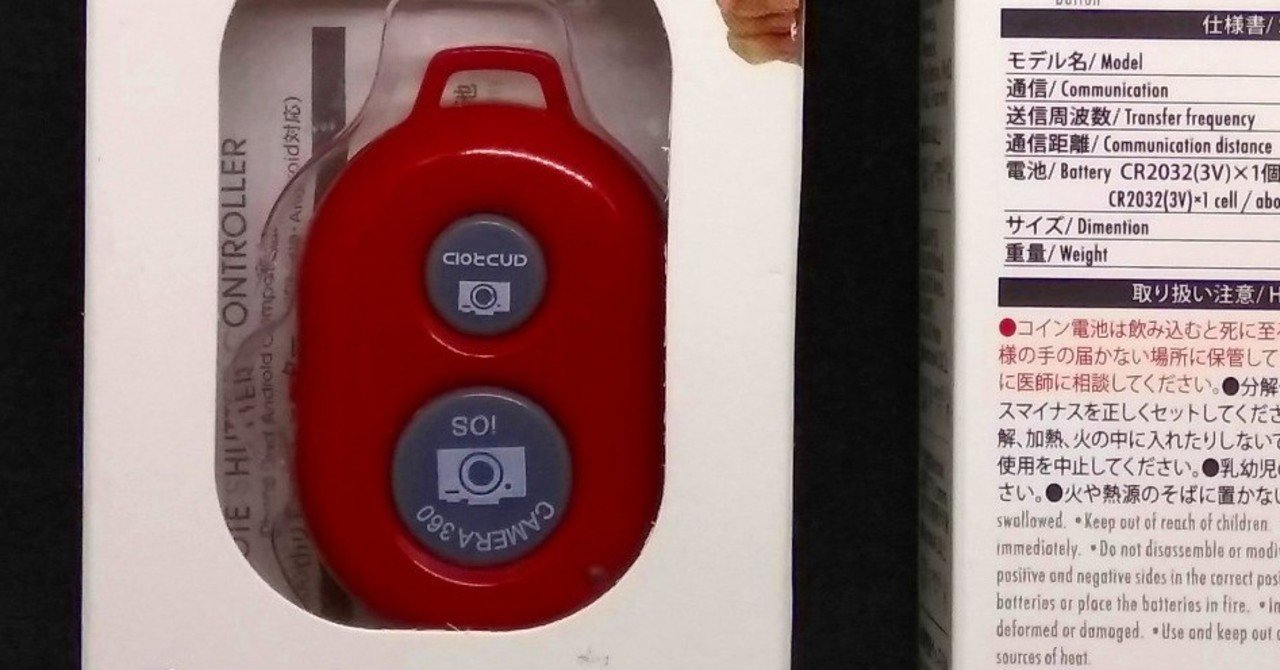 ONTROLLER
oid対応)
android
iOS
CAMERA 360
仕様書/
モデル名/ Model
通信/ Communication
送信周波数/ Transfer frequency
通信距離/ Communication distance
電池/ Battery CR2032(3V)×1個
CR2032(3V)×1 cell / abo
サイズ/ Dimention
重量/ Weight
取り扱い注意/ H
●コイン電池は飲み込むと死に至
様の手の届かない場所に保管して
に医師に相談してください。●分解
スマイナスを正しくセットしてくださ
解、加熱、火の中に入れたりしないで
使用を中止してください。●乳幼児
さい。●火や熱源のそばに置かない
swallowed. •Keep out of reach of children.
immediately. •Do not disassemble or modi
positive and negative sides in the correct posi
batteries or place the batteries in fire. •In
deformed or damaged. •Use and keep out o
sources of heat.